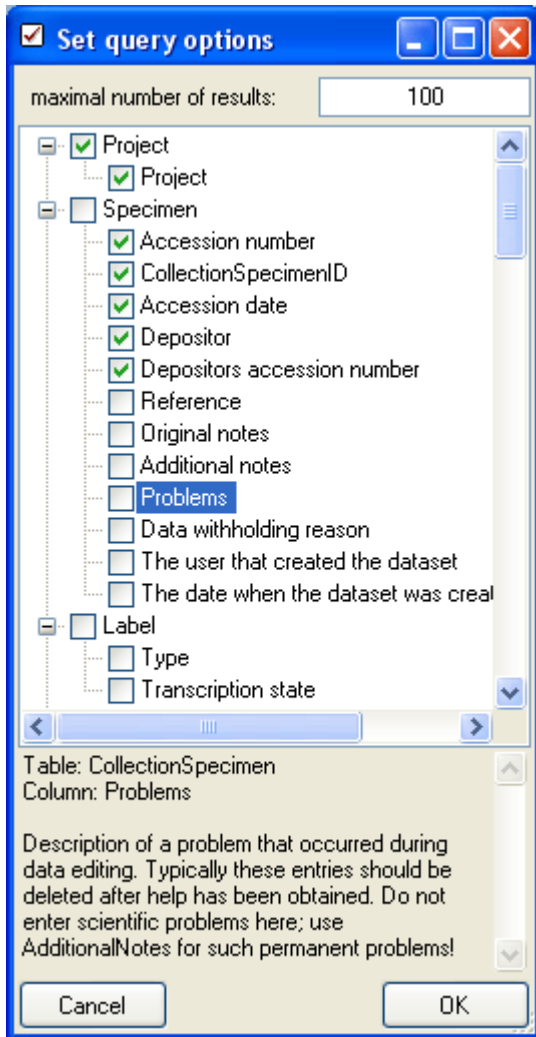 Set query options
maximal number of results: 100
Project
Project
Specimen
Accession number
CollectionSpecimenID
Accession date
Depositor
Depositors accession number
Reference
Original notes
Additional notes
Problems
Data withholding reason
The user that created the dataset
The date when the dataset was creat
Label
Type
Transcription state
Table: CollectionSpecimen
Column: Problems
Description of a problem that occurred during
data editing. Typically these entries should be
deleted after help has been obtained. Do not
enter scientific problems here; use
AdditionalNotes for such permanent problems!
Cancel OK